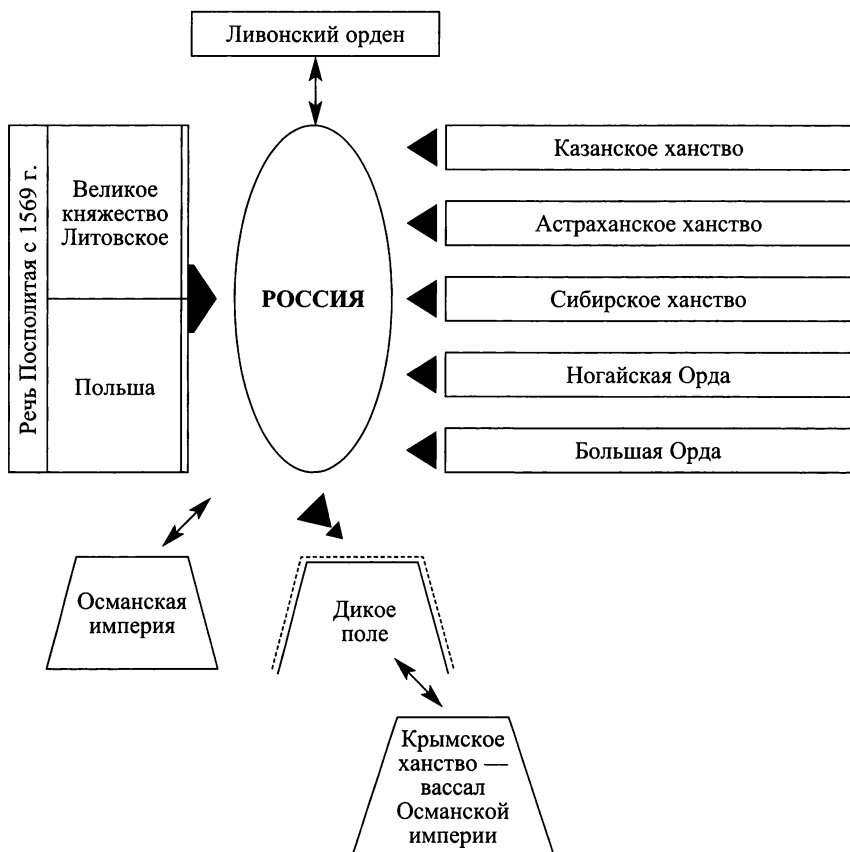 Ливонский орден
Речь Посполитая с 1569 г.
Великое
княжество
Литовское
Польша
РОССИЯ
Казанское ханство
Астраханское ханство
Сибирское ханство
Ногайская Орда
Большая Орда
Османская
империя
Дикое
поле
Крымское
ханство —
вассал
Османской
империи